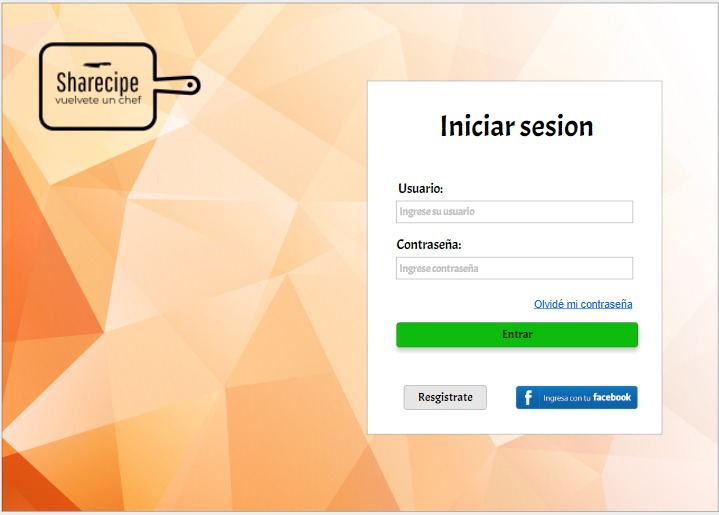 Sharecipe
vuelvete un chef
Iniciar sesion
Usuario:
Ingrese su usuario
Contraseña:
Ingrese contraseña
Olvidé mi contraseña
Entrar
Resgistrate
f Ingresa con tu facebook